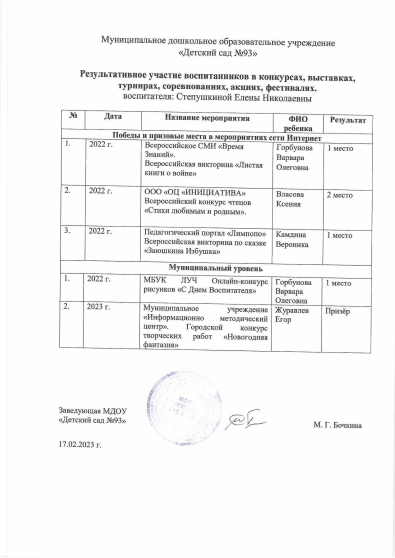 Муниципальное дошкольное образовательное учреждение
«Детский сад №93»
Результативное участие воспитанников в конкурсах, выставках,
турнирах, соревнованиях, акциях, фестивалях.
воспитателя: Степушкиной Елены Николаевны
№ Дата Название мероприятия ФИО Результат
ребенка
Победы и призовые места в мероприятиях сети Интернет
1. 2022 г. Всероссийское СМИ «Время Горбунова 1 место
Знаний». Варвара
Всероссийская викторина «Листая Олеговна
книги о войне»
2. 2022 г. ООО «ОЦ «ИНИЦИАТИВА» Власова 2 место
Всероссийский конкурс чтецов Ксения
«Стихи любимым и родным».
3. 2022 г. Педагогический портал «Лимпопо» Камдина 1 место
Всероссийская викторина по сказке Вероника
«Заюшкина Избушка»
Муниципальный уровень
1. 2022 г. МБУК ЛУЧ Онлайн-конкурс Горбунова 1 место
рисунков «С Днем Воспитателя» Варвара
Олеговна
2. 2023 г. Муниципальное учреждение Журавлев Призёр
«Информационно методический Егор
центр». Городской конкурс
творческих работ «Новогодняя
фантазия»
Заведующая МДОУ
«Детский сад №93» М. Г. Бочкина
17.02.2023 г.